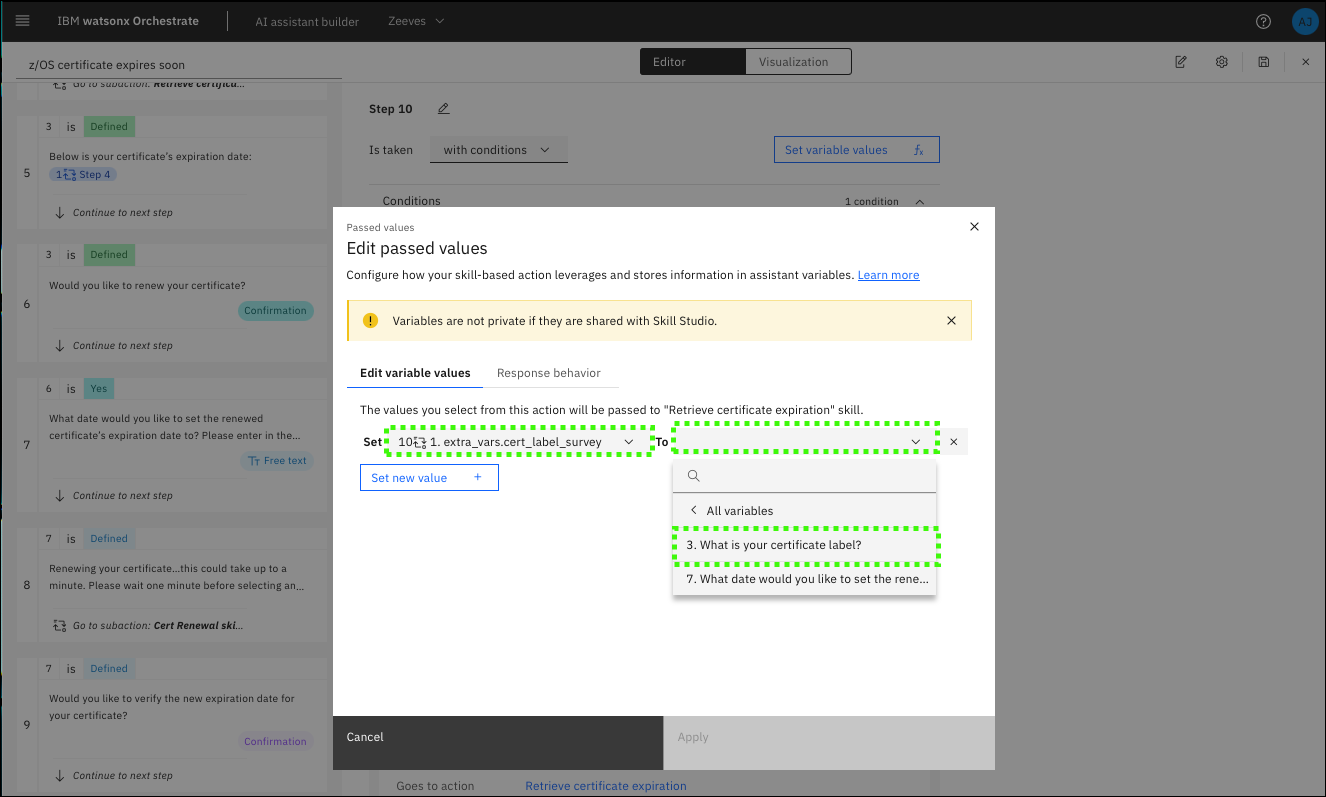 IBM watsonx Orchestrate
AI assistant builder
Zeeves
AJ
z/OS certificate expires soon
Editor
Visualization
Go to subaction: Retrieve certifica...
3 is Defined
5
Below is your certificate's expiration date:
1 Step 4
Continue to next step
3 is Defined
6
Would you like to renew your certificate?
Confirmation
Continue to next step
6 is Yes
7
What date would you like to set the renewed
certificate's expiration date to? Please enter in the...
Free text
Continue to next step
7 is Defined
8
Renewing your certificate...this could take up to a
minute. Please wait one minute before selecting an...
Go to subaction: Cert Renewal ski...
7 is Defined
9
Would you like to verify the new expiration date for
your certificate?
Confirmation
Continue to next step
Step 10
Is taken
with conditions
Set variable values fx
Conditions
1 condition
Passed values
Edit passed values
Configure how your skill-based action leverages and stores information in assistant variables. Learn more
Variables are not private if they are shared with Skill Studio.
Edit variable values
Response behavior
The values you select from this action will be passed to "Retrieve certificate expiration" skill.
Set 10 1. extra_vars.cert_label_survey To
Set new value +
All variables
3. What is your certificate label?
7. What date would you like to set the rene...
Cancel
Apply
Goes to action
Retrieve certificate expiration